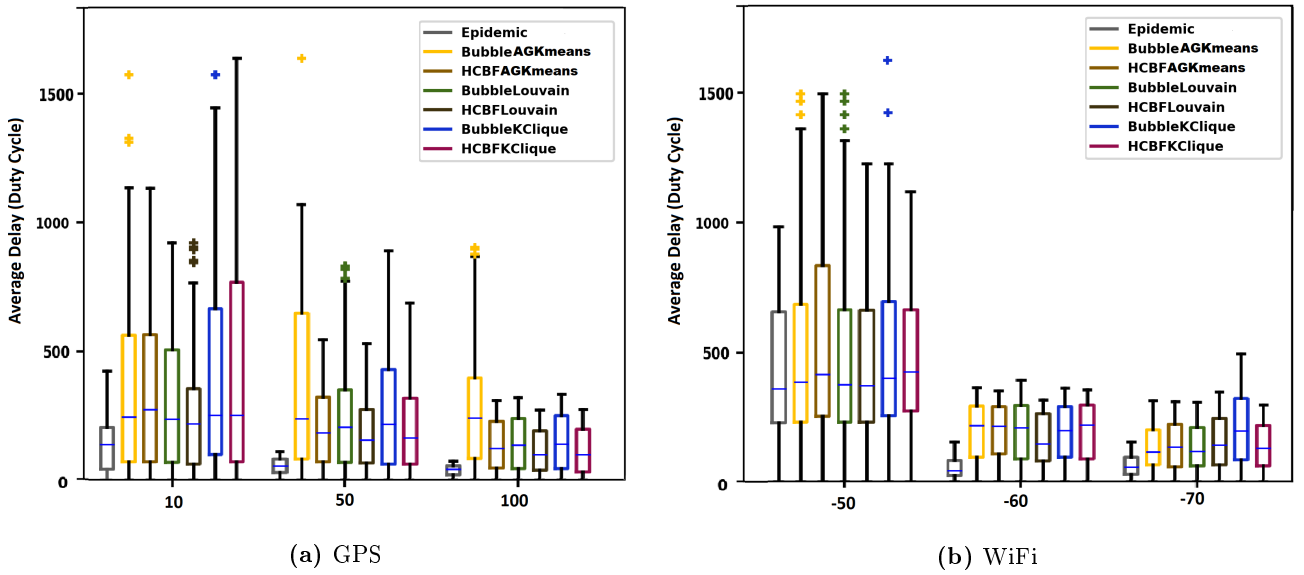 Average Delay (Duty Cycle)
1500
1000
500
0
10
50
100
Epidemic
BubbleAGKmeans
HCBFAGKmeans
BubbleLouvain
HCBFLouvain
BubbleKClique
HCBFKClique
(a) GPS
Average Delay (Duty Cycle)
1500
1000
500
0
-50
-60
-70
Epidemic
BubbleAGKmeans
HCBFAGKmeans
BubbleLouvain
HCBFLouvain
BubbleKClique
HCBFKClique
(b) WiFi